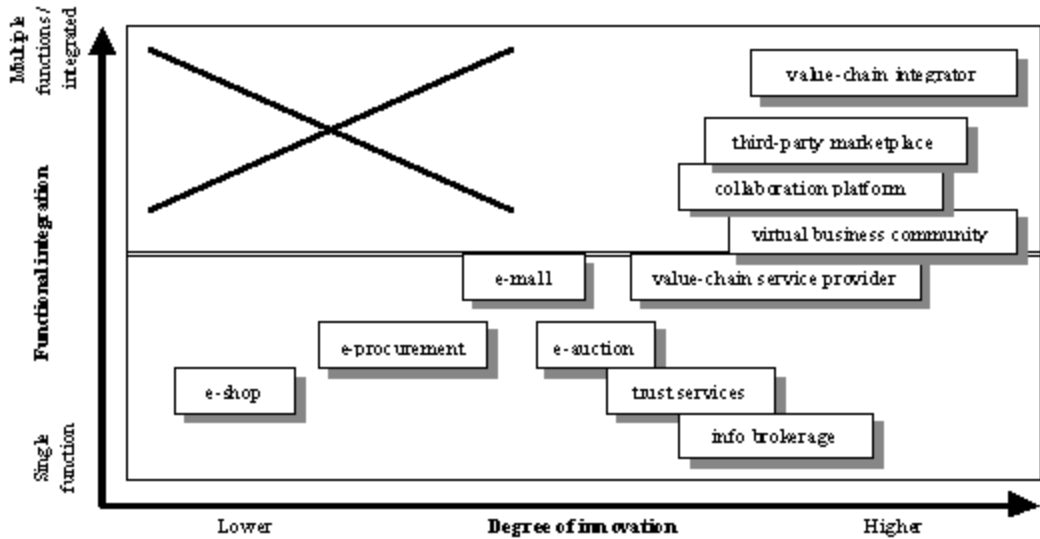 Multiple
functions /
integrated
value-chain integrator
third-party marketplace
collaboration platform
Functional integration
virtual business community
e-mall
value-chain service provider
e-procurement
e-auction
e-shop
trust services
info brokerage
Single
function
Lower
Degree of innovation
Higher